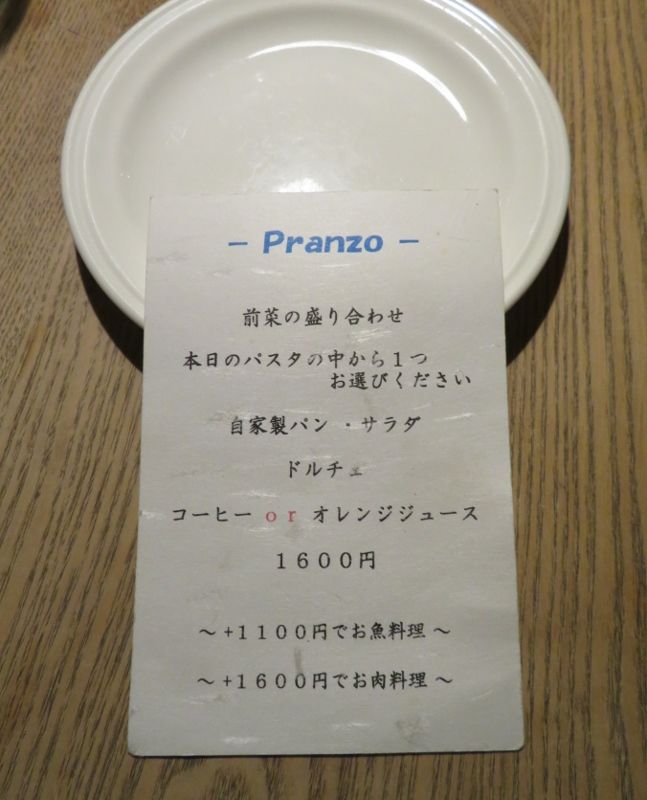 − Pranzo −
前菜の盛り合わせ
本日のパスタの中から１つ
お選びください
自家製パン・サラダ
ドルチェ
コーヒー or オレンジジュース
１６００円
～ +１１００円でお魚料理 ～
～ +１６００円でお肉料理 ～